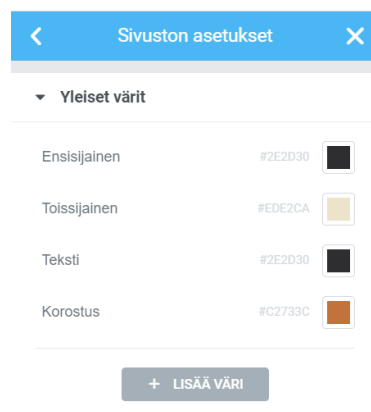 Sivuston asetukset
Yleiset värit
Ensisijainen #2E2D30
Toissijainen #EDE2CA
Teksti #2E2D30
Korostus #C2733C
+ LISÄÄ VÄRI